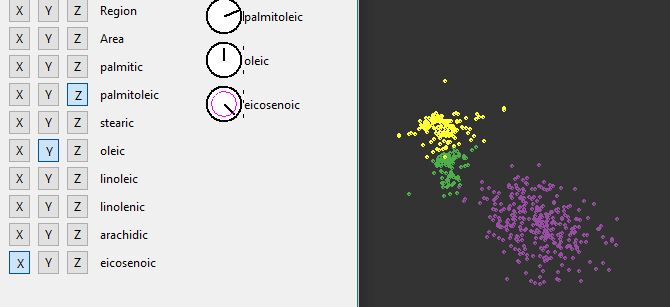 X Y Z Region
X Y Z Area
X Y Z palmitic
X Y Z palmitoleic
X Y Z stearic
X Y Z oleic
X Y Z linoleic
X Y Z linolenic
X Y Z arachidic
X Y Z eicosenoic
palmitoleic
oleic
eicosenoic